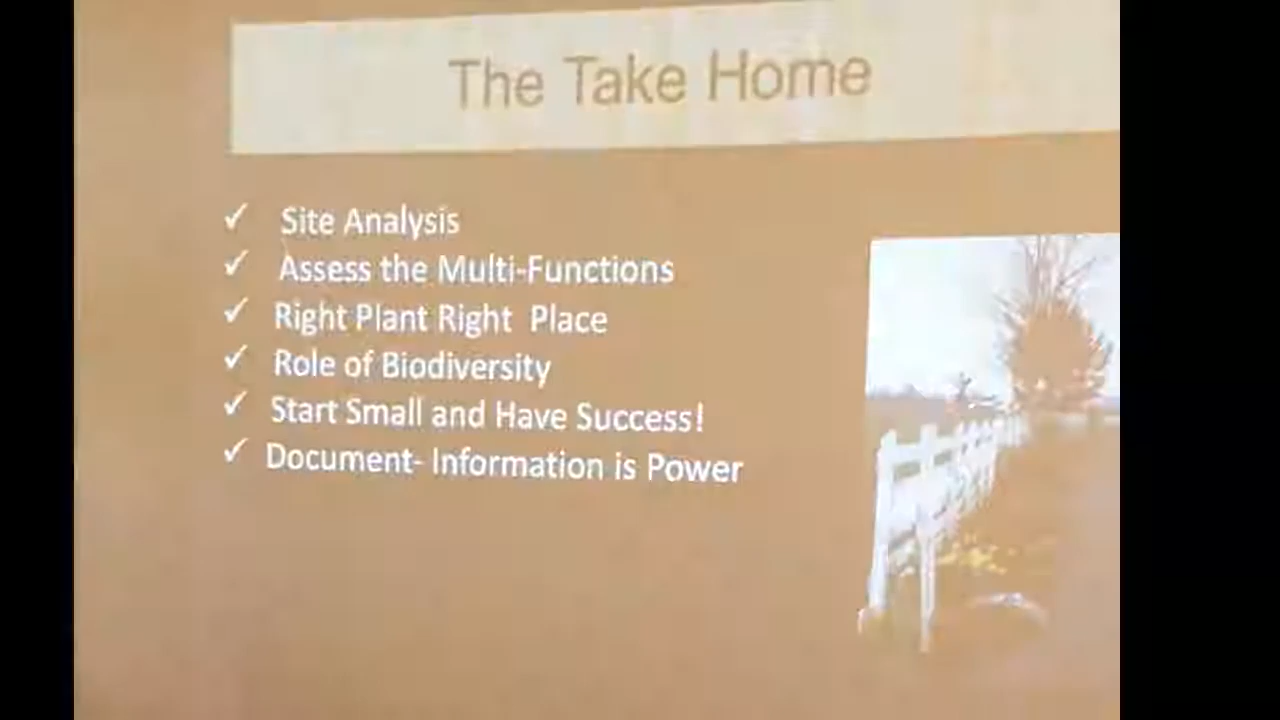 The Take Home
✓ Site Analysis
✓ Assess the Multi-Functions
✓ Right Plant Right Place
✓ Role of Biodiversity
✓ Start Small and Have Success!
✓ Document- Information is Power